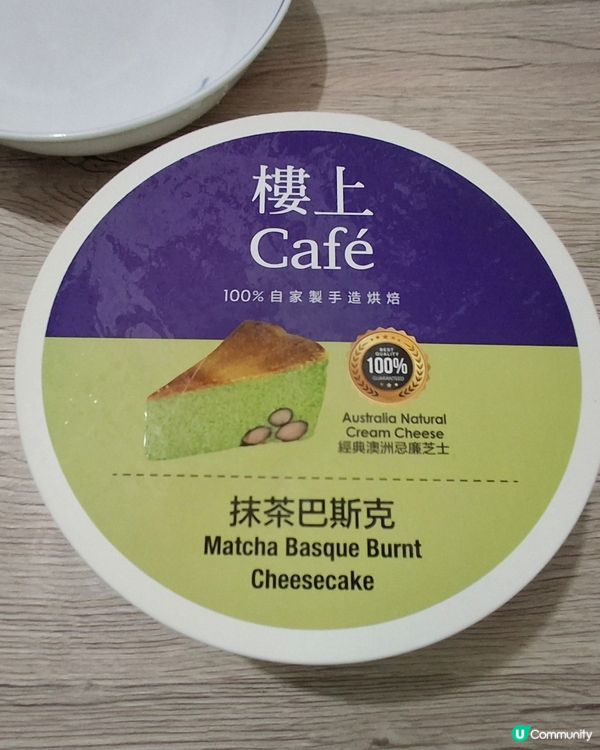 樓上
Café
100%自家製手造烘焙
BEST
QUALITY
100%
GUARANTEED
Australia Natural
Cream Cheese
經典澳洲忌廉芝士
抹茶巴斯克
Matcha Basque Burnt
Cheesecake
U Community